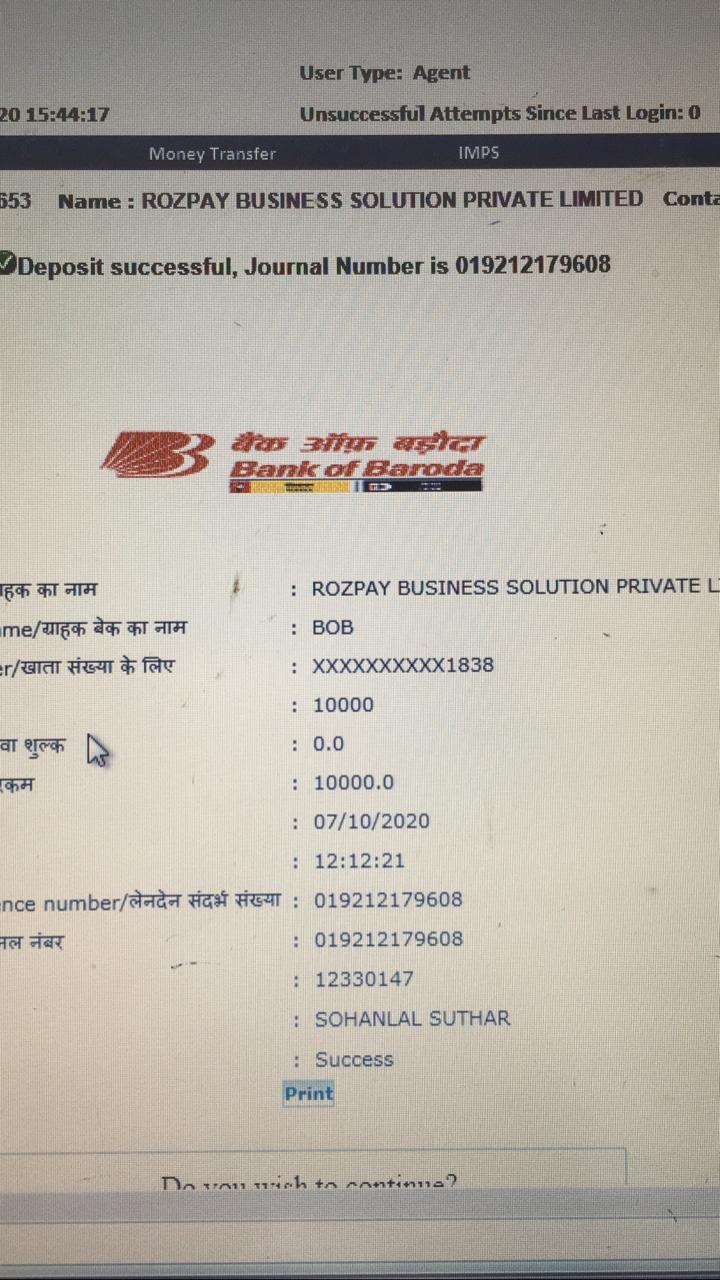 User Type: Agent
20 15:44:17 Unsuccessful Attempts Since Last Login: 0
Money Transfer IMPS
653 Name : ROZPAY BUSINESS SOLUTION PRIVATE LIMITED Conta
Deposit successful, Journal Number is 019212179608
बैंक ऑफ़ बड़ौदा
Bank of Baroda
हक का नाम : ROZPAY BUSINESS SOLUTION PRIVATE L
me/ग्राहक बेक का नाम : BOB
er/खाता संख्या के लिए : XXXXXXXXXX1838
: 10000
वा शुल्क : 0.0
रकम : 10000.0
: 07/10/2020
: 12:12:21
nce number/लेनदेन संदर्भ संख्या : 019212179608
नल नंबर : 019212179608
: 12330147
: SOHANLAL SUTHAR
: Success
Print
Do you wish to continue?